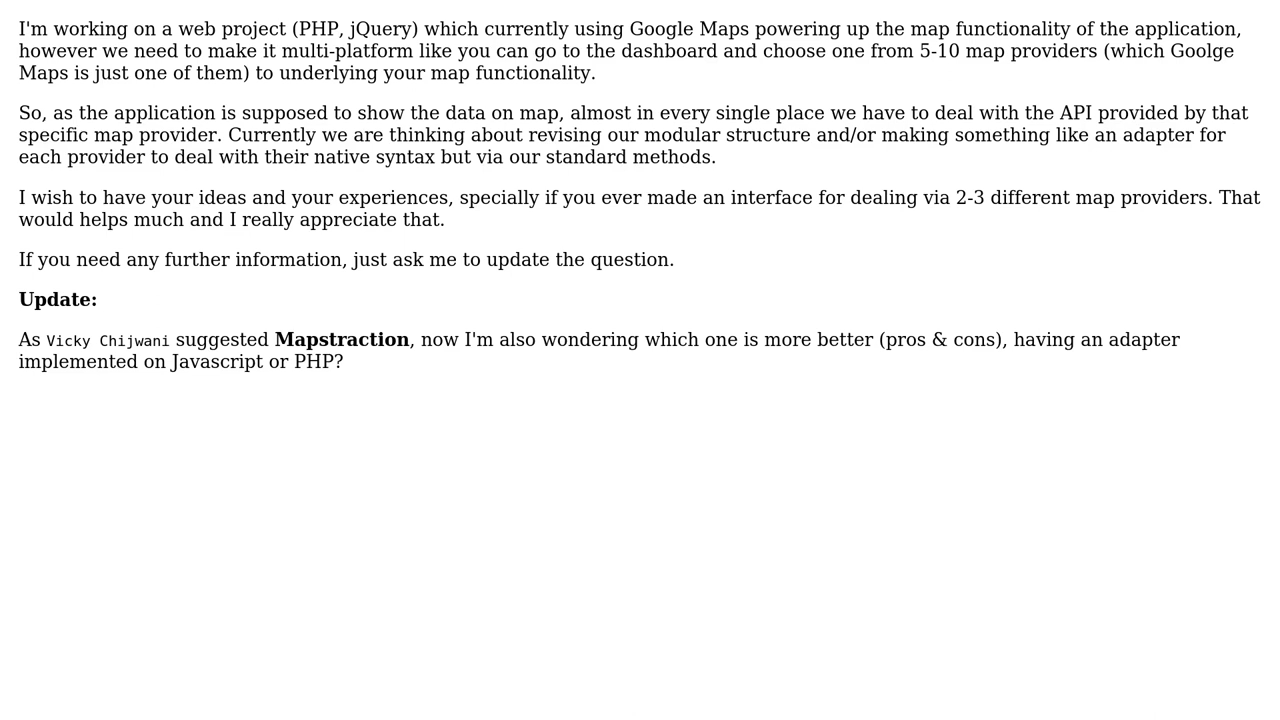 I'm working on a web project (PHP, jQuery) which currently using Google Maps powering up the map functionality of the application,
however we need to make it multi-platform like you can go to the dashboard and choose one from 5-10 map providers (which Goolge
Maps is just one of them) to underlying your map functionality.
So, as the application is supposed to show the data on map, almost in every single place we have to deal with the API provided by that
specific map provider. Currently we are thinking about revising our modular structure and/or making something like an adapter for
each provider to deal with their native syntax but via our standard methods.
I wish to have your ideas and your experiences, specially if you ever made an interface for dealing via 2-3 different map providers. That
would helps much and I really appreciate that.
If you need any further information, just ask me to update the question.
Update:
As Vicky Chijwani suggested Mapstraction, now I'm also wondering which one is more better (pros & cons), having an adapter
implemented on Javascript or PHP?